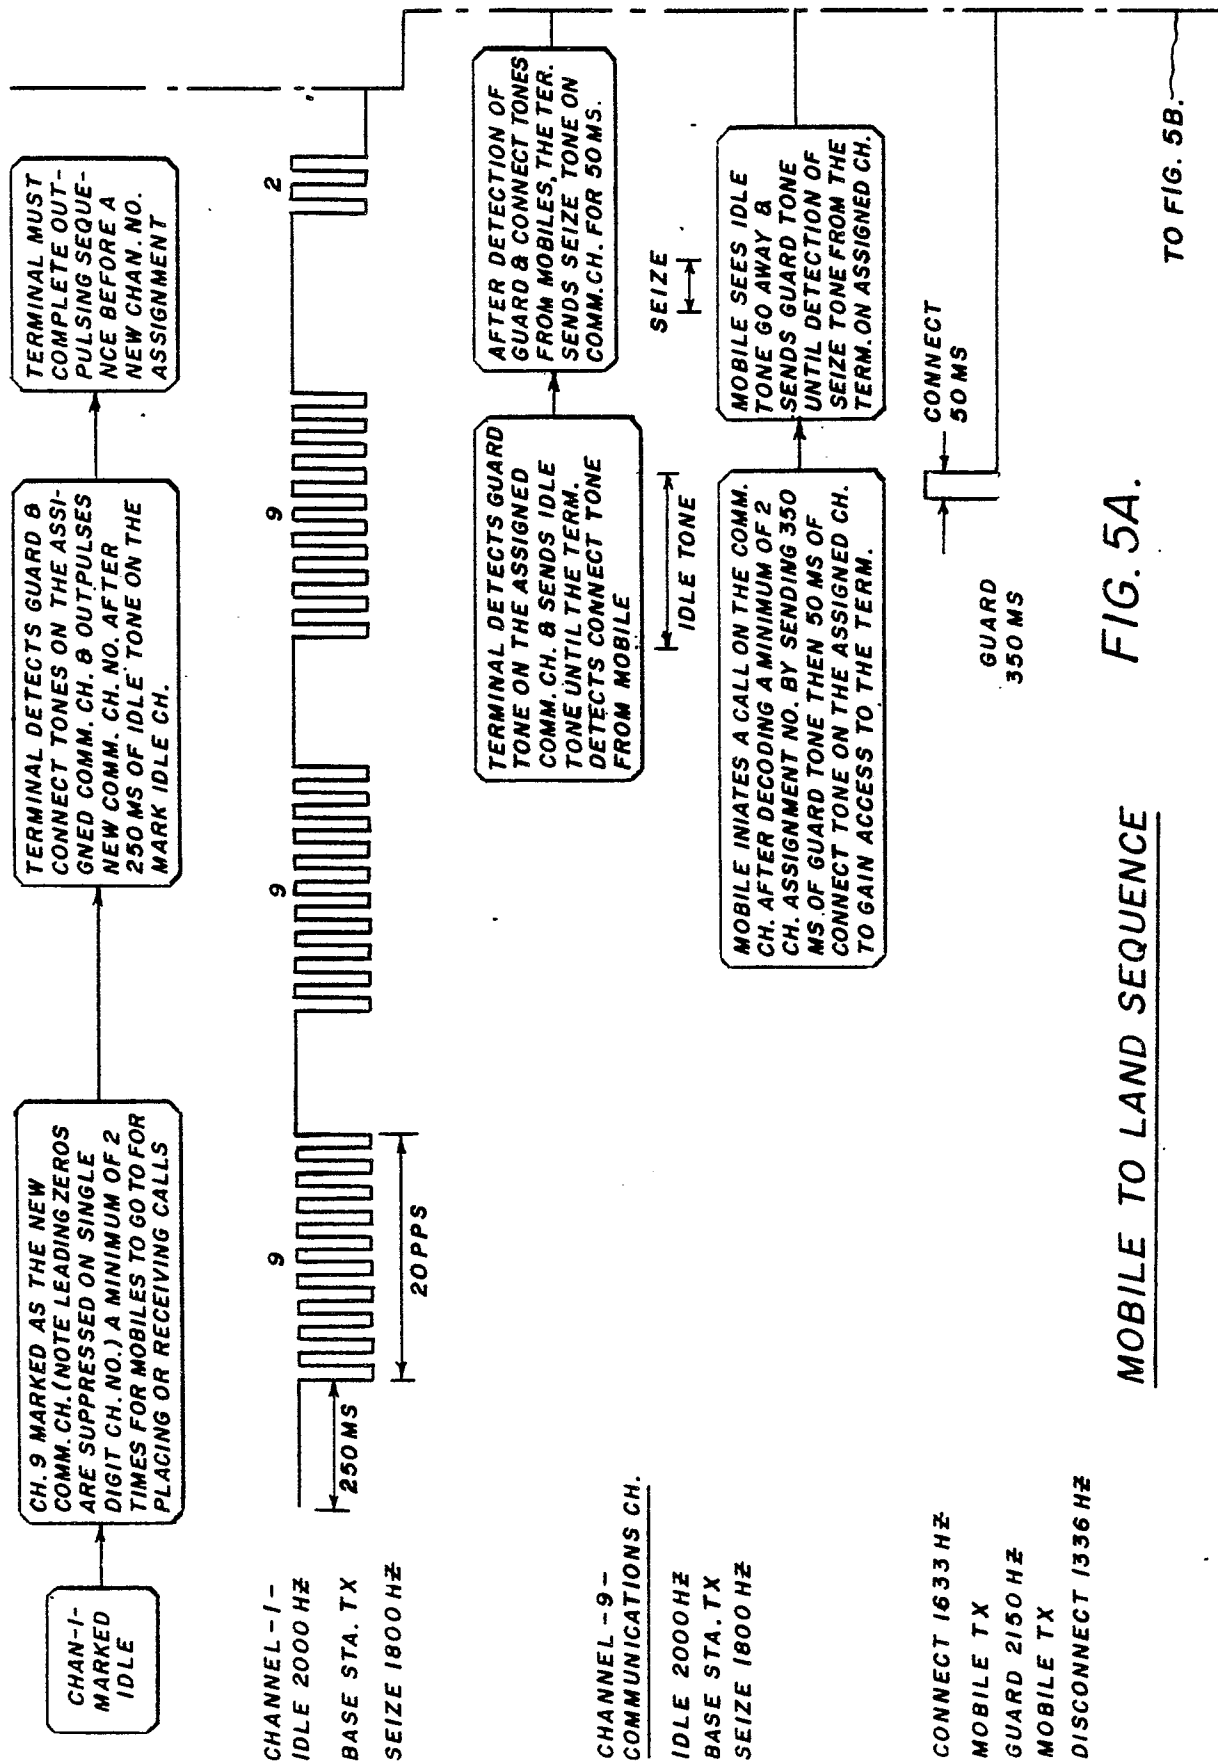 CHAN-1-
MARKED
IDLE
CH. 9 MARKED AS THE NEW
COMM. CH. (NOTE LEADING ZEROS
ARE SUPPRESSED ON SINGLE
DIGIT CH. NO.) A MINIMUM OF 2
TIMES FOR MOBILES TO GO TO FOR
PLACING OR RECEIVING CALLS
TERMINAL DETECTS GUARD &
CONNECT TONES ON THE ASSI-
GNED COMM. CH. & OUTPULSES
NEW COMM. CH. NO. AFTER
250 MS OF IDLE TONE ON THE
MARK IDLE CH.
TERMINAL MUST
COMPLETE OUT-
PULSING SEQUE-
NCE BEFORE A
NEW CHAN. NO.
ASSIGNMENT
CHANNEL-1-
IDLE 2000 HZ
BASE STA. TX
SEIZE 1800 HZ
250 MS
9
20 PPS
9
9
2
CHANNEL-9-
COMMUNICATIONS CH.
IDLE 2000 HZ
BASE STA. TX
SEIZE 1800 HZ
TERMINAL DETECTS GUARD
TONE ON THE ASSIGNED
COMM. CH. & SENDS IDLE
TONE UNTIL THE TERM.
DETECTS CONNECT TONE
FROM MOBILE
AFTER DETECTION OF
GUARD & CONNECT TONES
FROM MOBILES, THE TER.
SENDS SEIZE TONE ON
COMM. CH. FOR 50 MS.
IDLE TONE
SEIZE
MOBILE INIATES A CALL ON THE COMM.
CH. AFTER DECODING A MINIMUM OF 2
CH. ASSIGNMENT NO. BY SENDING 350
MS. OF GUARD TONE THEN 50 MS OF
CONNECT TONE ON THE ASSIGNED CH.
TO GAIN ACCESS TO THE TERM.
MOBILE SEES IDLE
TONE GO AWAY &
SENDS GUARD TONE
UNTIL DETECTION OF
SEIZE TONE FROM THE
TERM. ON ASSIGNED CH.
CONNECT 1633 HZ
MOBILE TX
GUARD 2150 HZ
MOBILE TX
DISCONNECT 1336 HZ
GUARD
350 MS
CONNECT
50 MS
MOBILE TO LAND SEQUENCE
FIG. 5A.
TO FIG. 5B.